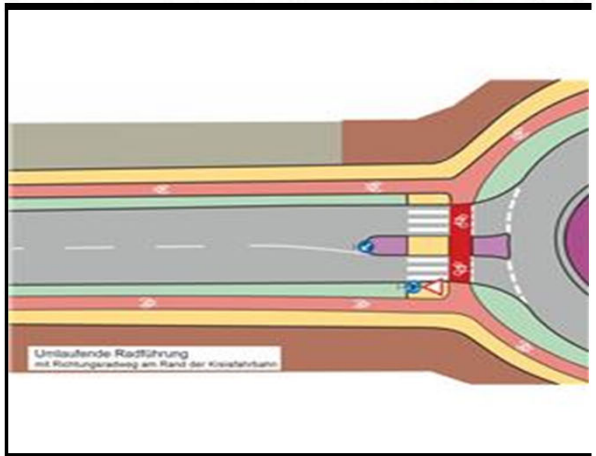 Umlaufende Radführung
mit Richtungsradweg am Rand der Kreisfahrbahn